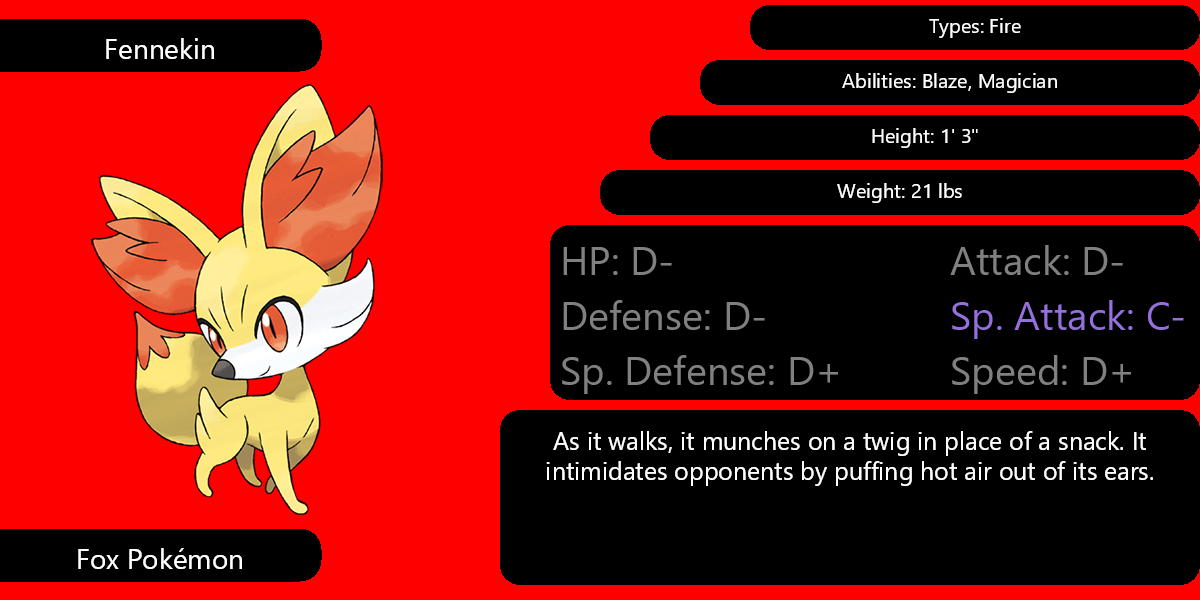 Fennekin
Types: Fire
Abilities: Blaze, Magician
Height: 1' 3"
Weight: 21 lbs
HP: D-
Attack: D-
Defense: D-
Sp. Attack: C-
Sp. Defense: D+
Speed: D+
As it walks, it munches on a twig in place of a snack. It
intimidates opponents by puffing hot air out of its ears.
Fox Pokémon